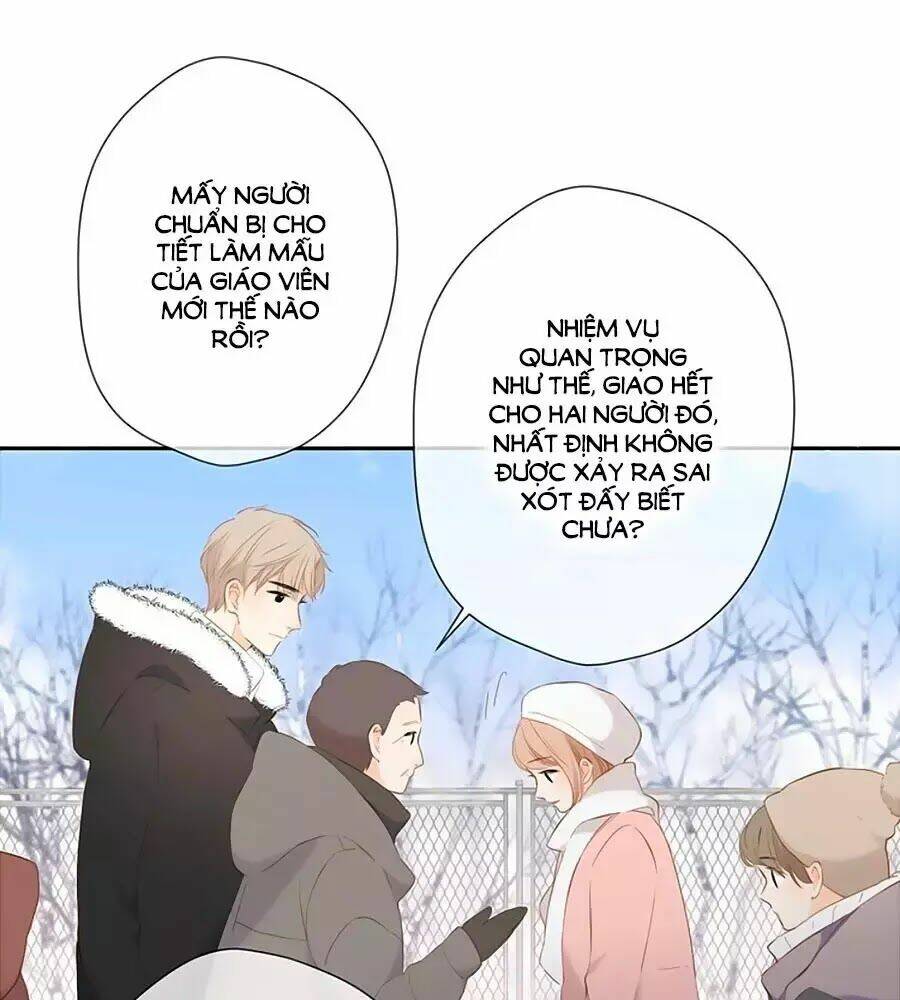 MẤY NGƯỜI
CHUẨN BỊ CHO
TIẾT LÀM MẪU
CỦA GIÁO VIÊN
MỚI THẾ NÀO
RỒI?
NHIỆM VỤ
QUAN TRỌNG
NHƯ THẾ, GIAO HẾT
CHO HAI NGƯỜI ĐÓ,
NHẤT ĐỊNH KHÔNG
ĐƯỢC XẢY RA SAI
XÓT ĐẤY BIẾT
CHƯA?